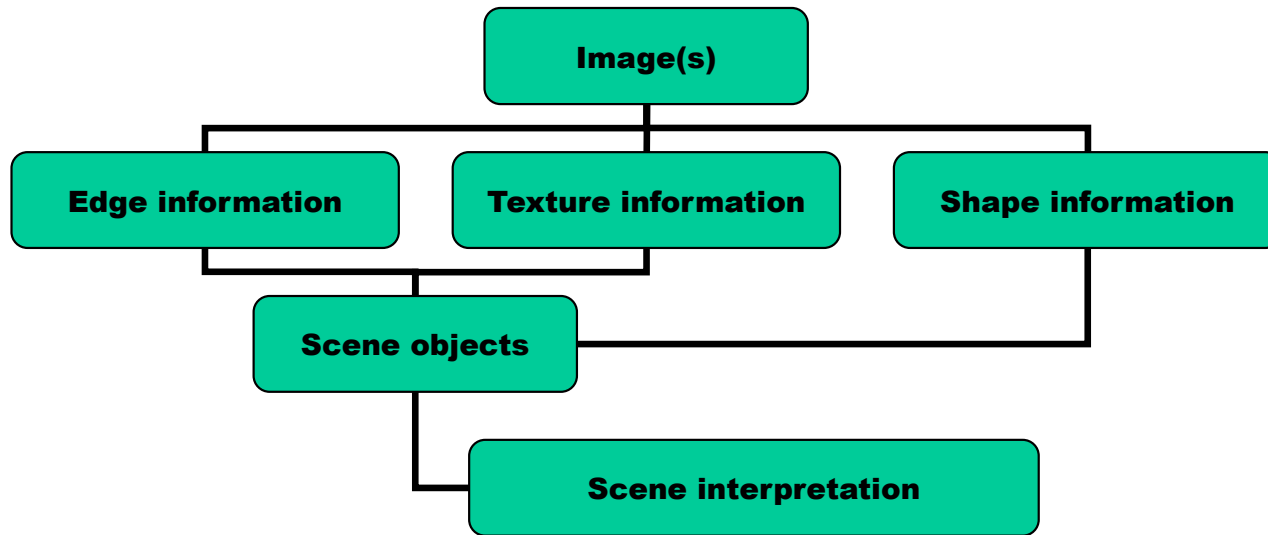 Image(s)
Edge information
Texture information
Shape information
Scene objects
Scene interpretation